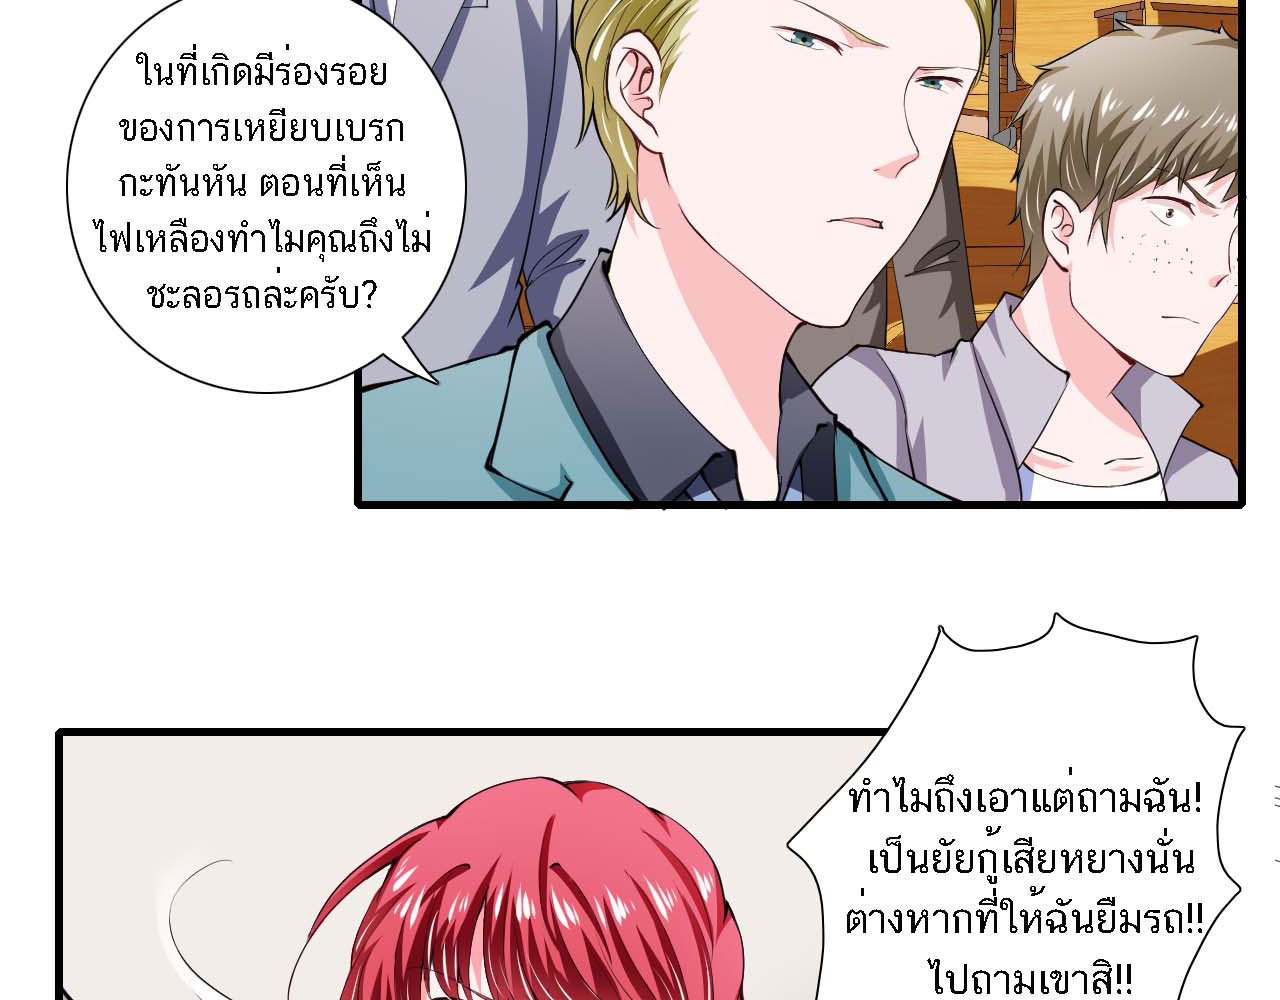 ในที่เกิดมีร่องรอย
ของการเหยียบเบรก
กะทันหัน ตอนที่เห็น
ไฟเหลืองทำไมคุณถึงไม่
ชะลอรถล่ะครับ?
ทำไมถึงเอาแต่ถามฉัน!
เป็นยัยกู้เสียหยางนั่น
ต่างหากที่ให้ฉันยืมรถ!!
ไปถามเขาสิ!!